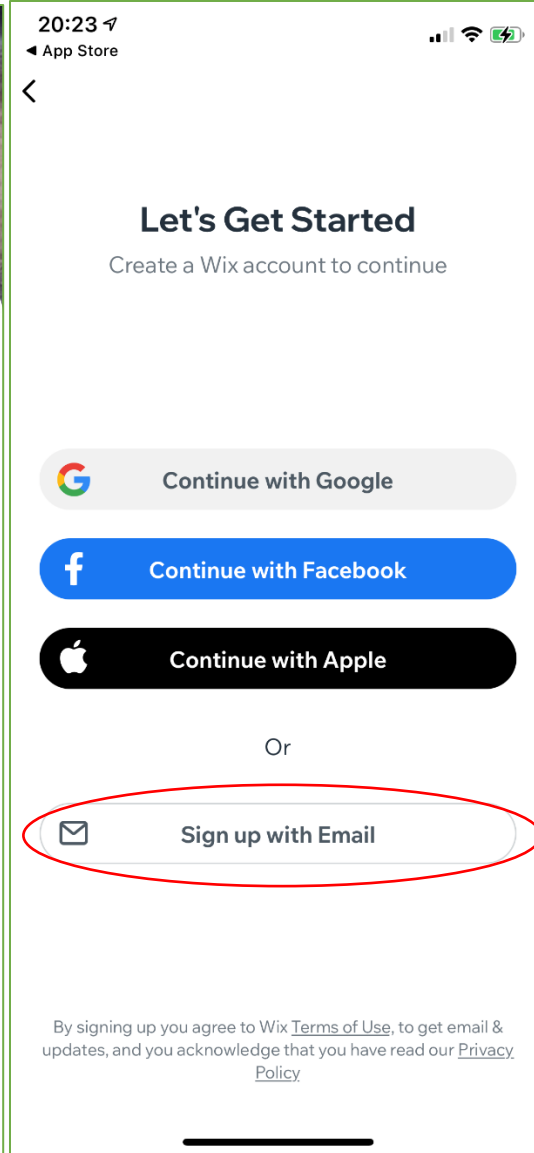 20:23
◀ App Store
Let's Get Started
Create a Wix account to continue
Continue with Google
Continue with Facebook
Continue with Apple
Or
Sign up with Email
By signing up you agree to Wix Terms of Use, to get email &
updates, and you acknowledge that you have read our Privacy
Policy